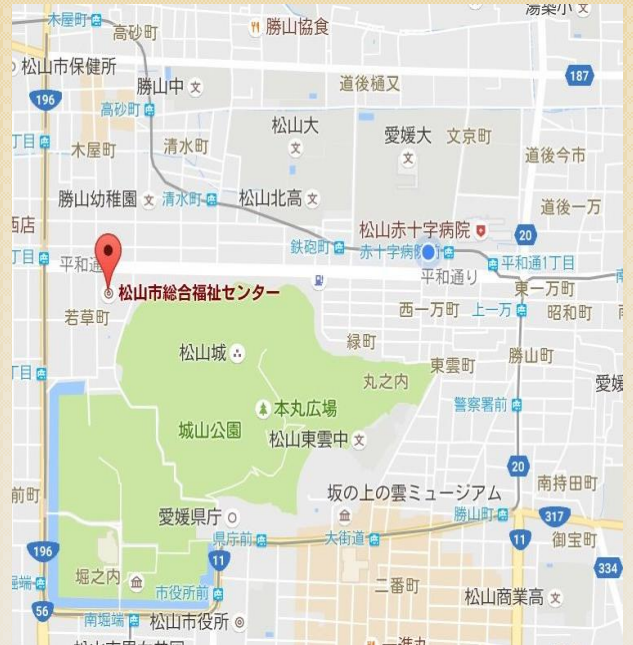 木屋町
高砂町
勝山協食
湯築小
松山市保健所
勝山中
道後樋又
187
196
高砂町
松山大
愛媛大
文京町
丁目
木屋町
清水町
道後今市
勝山幼稚園
清水町
松山北高
道後一万
西店
松山赤十字病院
20
丁目
平和通
鉄砲町
赤十字病院前
平和通1丁目
平和通り
東一万町
松山市総合福祉センター
若草町
西一万町
上一万
昭和町
緑町
松山城
東雲町
勝山町
丁目
丸之内
愛媛
本丸広場
警察署前
城山公園
松山東雲中
20
前町
坂の上の雲ミュージアム
南持田町
愛媛県庁
勝山町
317
県庁前
大街道
11
御宝町
196
11
334
堀端
堀之内
二番町
市役所前
松山商業高
56
南堀端
松山市役所